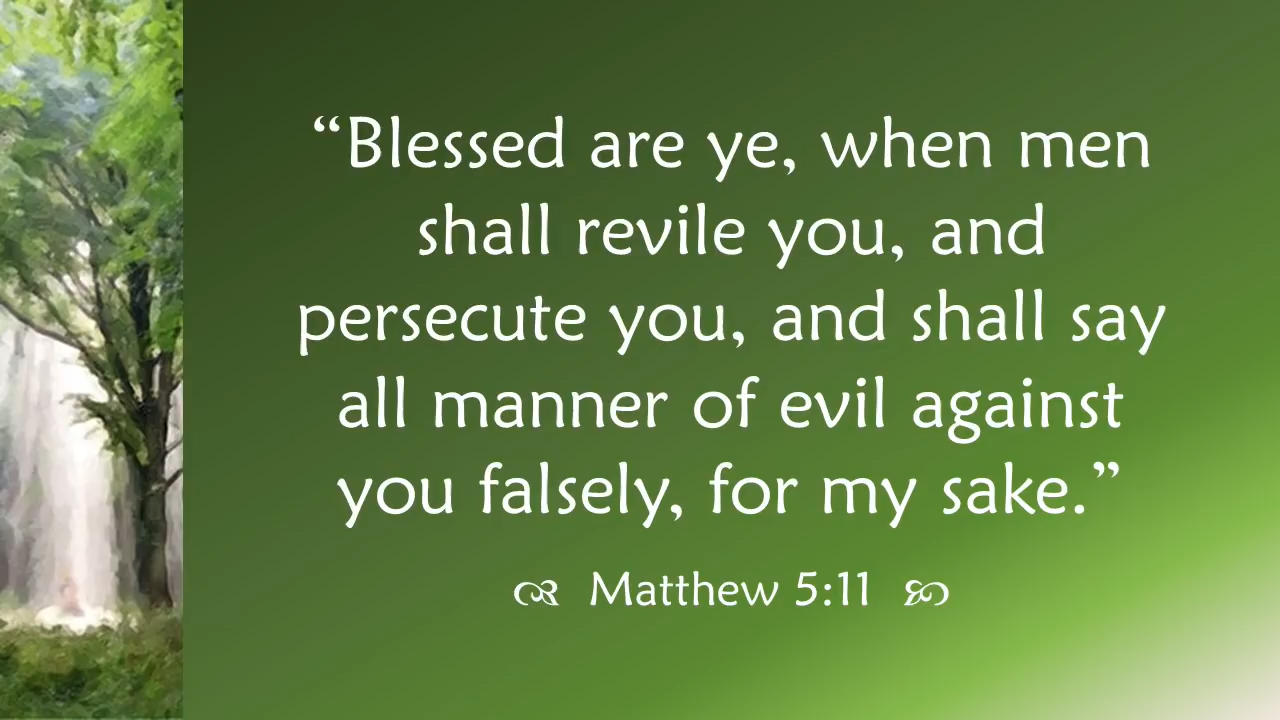 “Blessed are ye, when men
shall revile you, and
persecute you, and shall say
all manner of evil against
you falsely, for my sake.”
Matthew 5:11